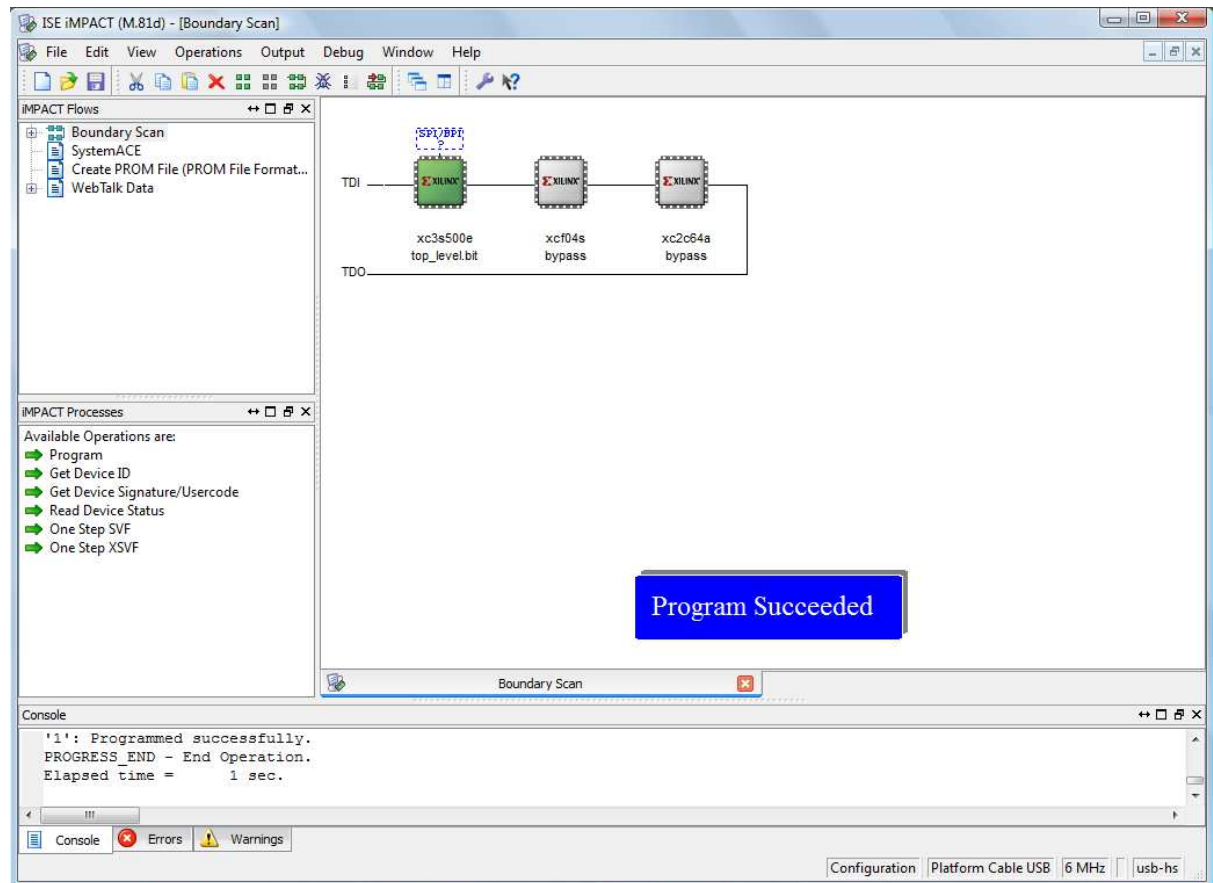 ISE iMPACT (M.81d) - [Boundary Scan]
File Edit View Operations Output Debug Window Help
iMPACT Flows
Boundary Scan
SystemACE
Create PROM File (PROM File Format...
WebTalk Data
SPI/BPI
?
TDI
XILINX XILINX XILINX
xc3s500e xcf04s xc2c64a
top_level.bit bypass bypass
TDO
iMPACT Processes
Available Operations are:
Program
Get Device ID
Get Device Signature/Usercode
Read Device Status
One Step SVF
One Step XSVF
Program Succeeded
Boundary Scan
Console
'1': Programmed successfully.
PROGRESS_END - End Operation.
Elapsed time = 1 sec.
Console Errors Warnings
Configuration Platform Cable USB 6 MHz usb-hs